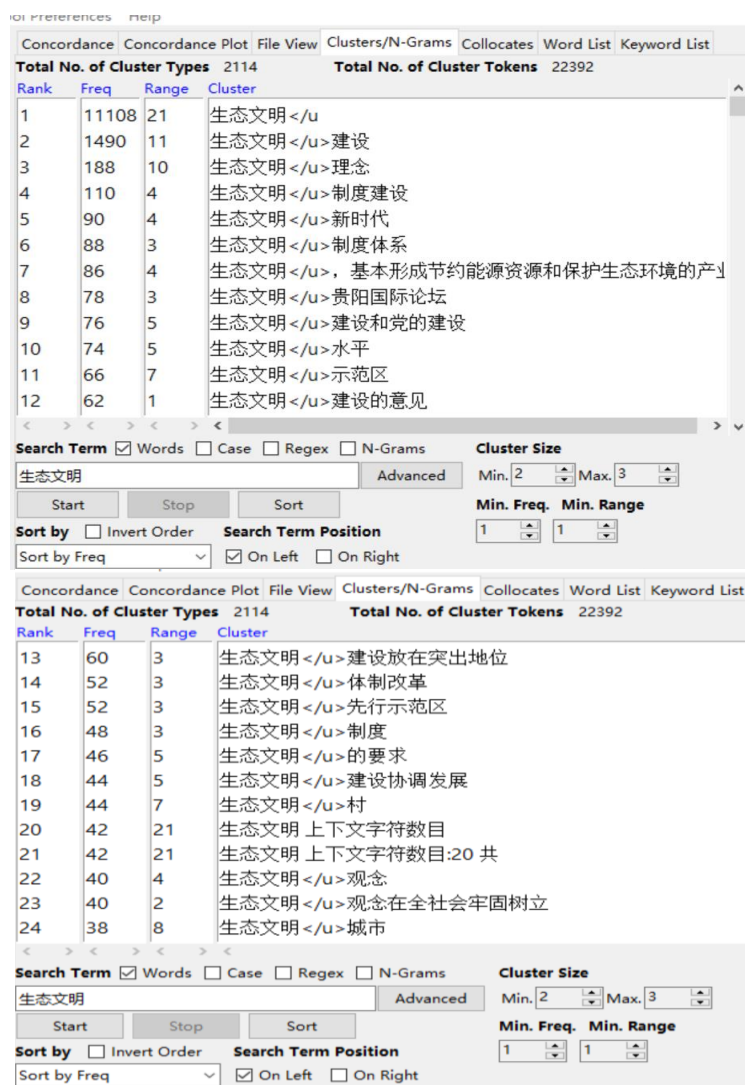 ool Preferences Help
Concordance Concordance Plot File View Clusters/N-Grams Collocates Word List Keyword List
Total No. of Cluster Types 2114 Total No. of Cluster Tokens 22392
Rank Freq Range Cluster
1 11108 21 生态文明</u
2 1490 11 生态文明</u>建设
3 188 10 生态文明</u>理念
4 110 4 生态文明</u>制度建设
5 90 4 生态文明</u>新时代
6 88 3 生态文明</u>制度体系
7 86 4 生态文明</u>，基本形成节约能源资源和保护生态环境的产业
8 78 3 生态文明</u>贵阳国际论坛
9 76 5 生态文明</u>建设和党的建设
10 74 5 生态文明</u>水平
11 66 7 生态文明</u>示范区
12 62 1 生态文明</u>建设的意见
Search Term Words Case Regex N-Grams Cluster Size
生态文明 Advanced Min. 2 Max. 3
Start Stop Sort Min. Freq. Min. Range
Sort by Invert Order Search Term Position 1 1
Sort by Freq On Left On Right
Concordance Concordance Plot File View Clusters/N-Grams Collocates Word List Keyword List
Total No. of Cluster Types 2114 Total No. of Cluster Tokens 22392
Rank Freq Range Cluster
13 60 3 生态文明</u>建设放在突出地位
14 52 3 生态文明</u>体制改革
15 52 3 生态文明</u>先行示范区
16 48 3 生态文明</u>制度
17 46 5 生态文明</u>的要求
18 44 5 生态文明</u>建设协调发展
19 44 7 生态文明</u>村
20 42 21 生态文明 上下文字符数目
21 42 21 生态文明 上下文字符数目:20 共
22 40 4 生态文明</u>观念
23 40 2 生态文明</u>观念在全社会牢固树立
24 38 8 生态文明</u>城市
Search Term Words Case Regex N-Grams Cluster Size
生态文明 Advanced Min. 2 Max. 3
Start Stop Sort Min. Freq. Min. Range
Sort by Invert Order Search Term Position 1 1
Sort by Freq On Left On Right